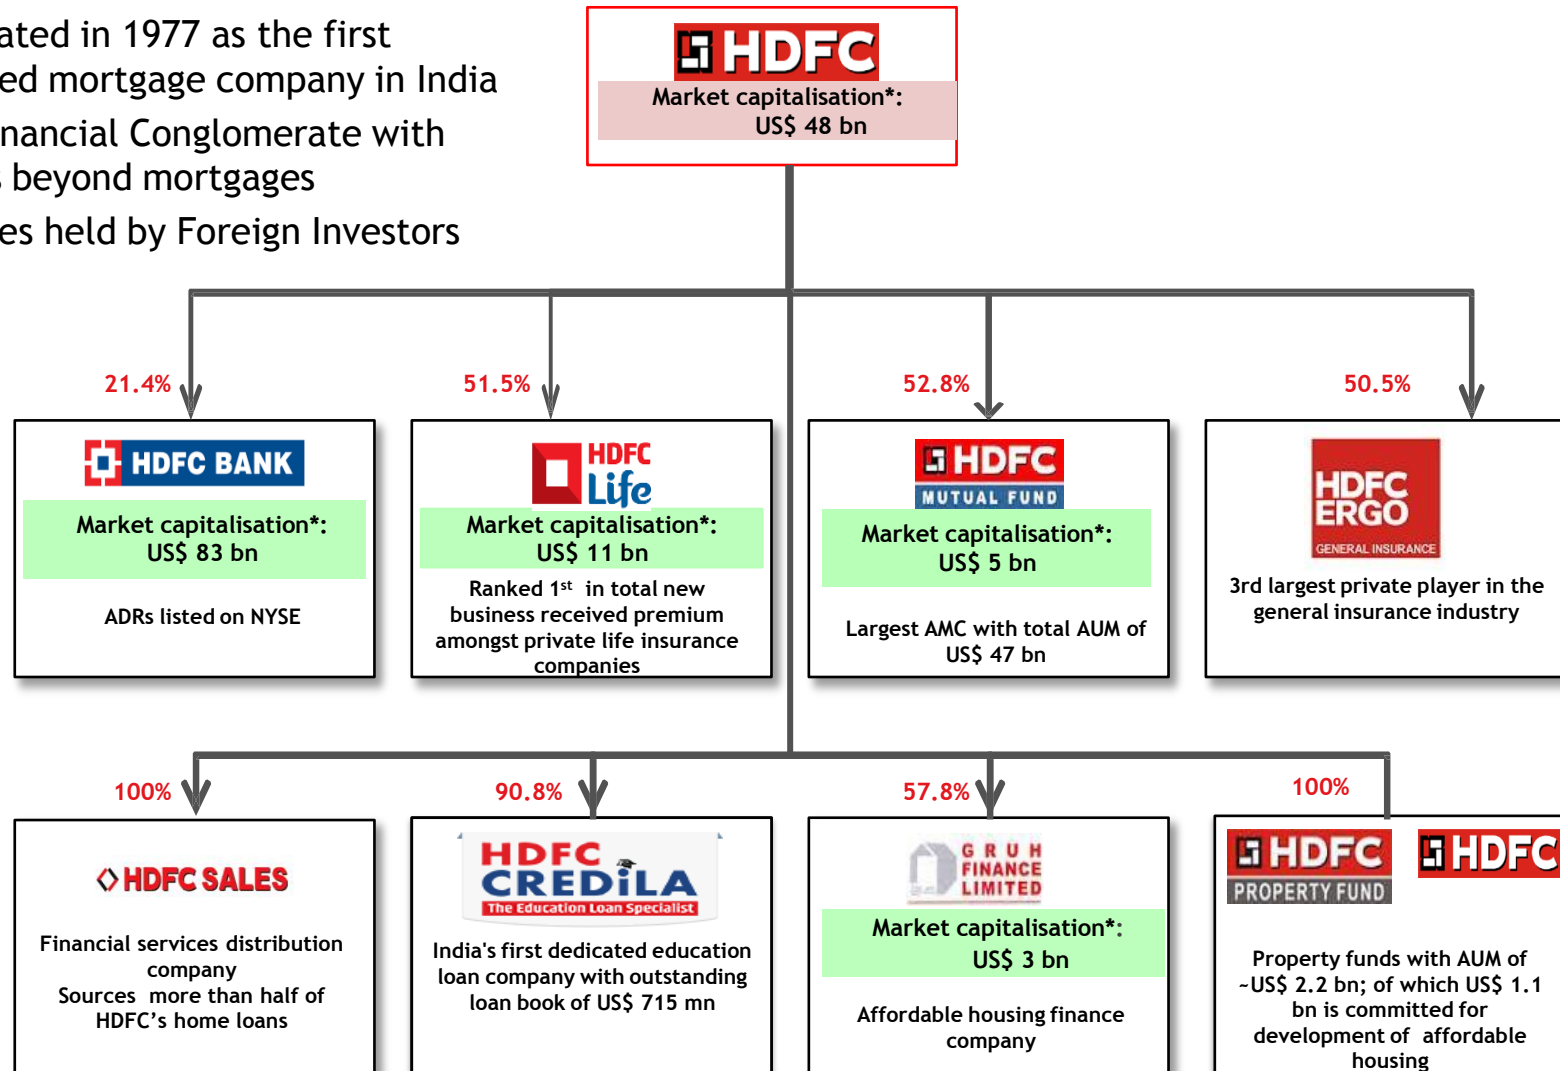 ated in 1977 as the first
ed mortgage company in India
nancial Conglomerate with
s beyond mortgages
es held by Foreign Investors
HDFC
Market capitalisation*:
US$ 48 bn
21.4%
51.5%
52.8%
50.5%
HDFC BANK
Market capitalisation*:
US$ 83 bn
ADRs listed on NYSE
HDFC
Life
Market capitalisation*:
US$ 11 bn
Ranked 1st in total new
business received premium
amongst private life insurance
companies
HDFC
MUTUAL FUND
Market capitalisation*:
US$ 5 bn
Largest AMC with total AUM of
US$ 47 bn
HDFC
ERGO
GENERAL INSURANCE
3rd largest private player in the
general insurance industry
100%
90.8%
57.8%
100%
HDFC SALES
Financial services distribution
company
Sources more than half of
HDFC’s home loans
HDFC
CREDiLA
The Education Loan Specialist
India's first dedicated education
loan company with outstanding
loan book of US$ 715 mn
GRUH
FINANCE
LIMITED
Market capitalisation*:
US$ 3 bn
Affordable housing finance
company
HDFC
PROPERTY FUND
HDFC
Property funds with AUM of
~US$ 2.2 bn; of which US$ 1.1
bn is committed for
development of affordable
housing